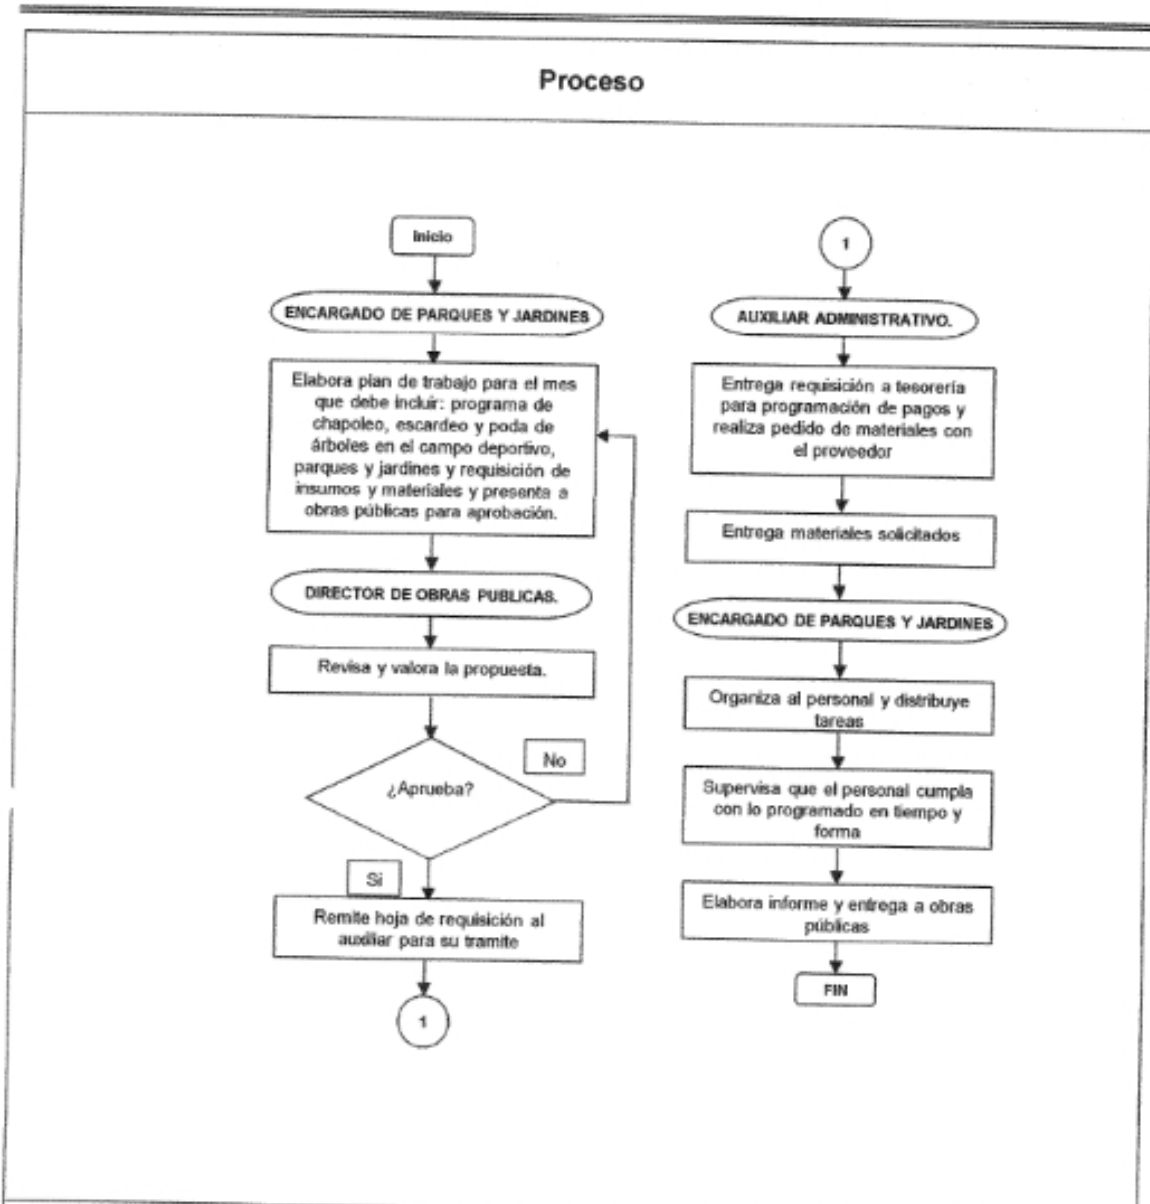 Proceso
Inicio
ENCARGADO DE PARQUES Y JARDINES
Elabora plan de trabajo para el mes
que debe incluir: programa de
chapoleo, escardeo y poda de
árboles en el campo deportivo,
parques y jardines y requisición de
insumos y materiales y presenta a
obras públicas para aprobación.
DIRECTOR DE OBRAS PUBLICAS.
Revisa y valora la propuesta.
¿Aprueba?
No
Si
Remite hoja de requisición al
auxiliar para su tramite
1
1
AUXILIAR ADMINISTRATIVO.
Entrega requisición a tesorería
para programación de pagos y
realiza pedido de materiales con
el proveedor
Entrega materiales solicitados
ENCARGADO DE PARQUES Y JARDINES
Organiza al personal y distribuye
tareas
Supervisa que el personal cumpla
con lo programado en tiempo y
forma
Elabora informe y entrega a obras
públicas
FIN